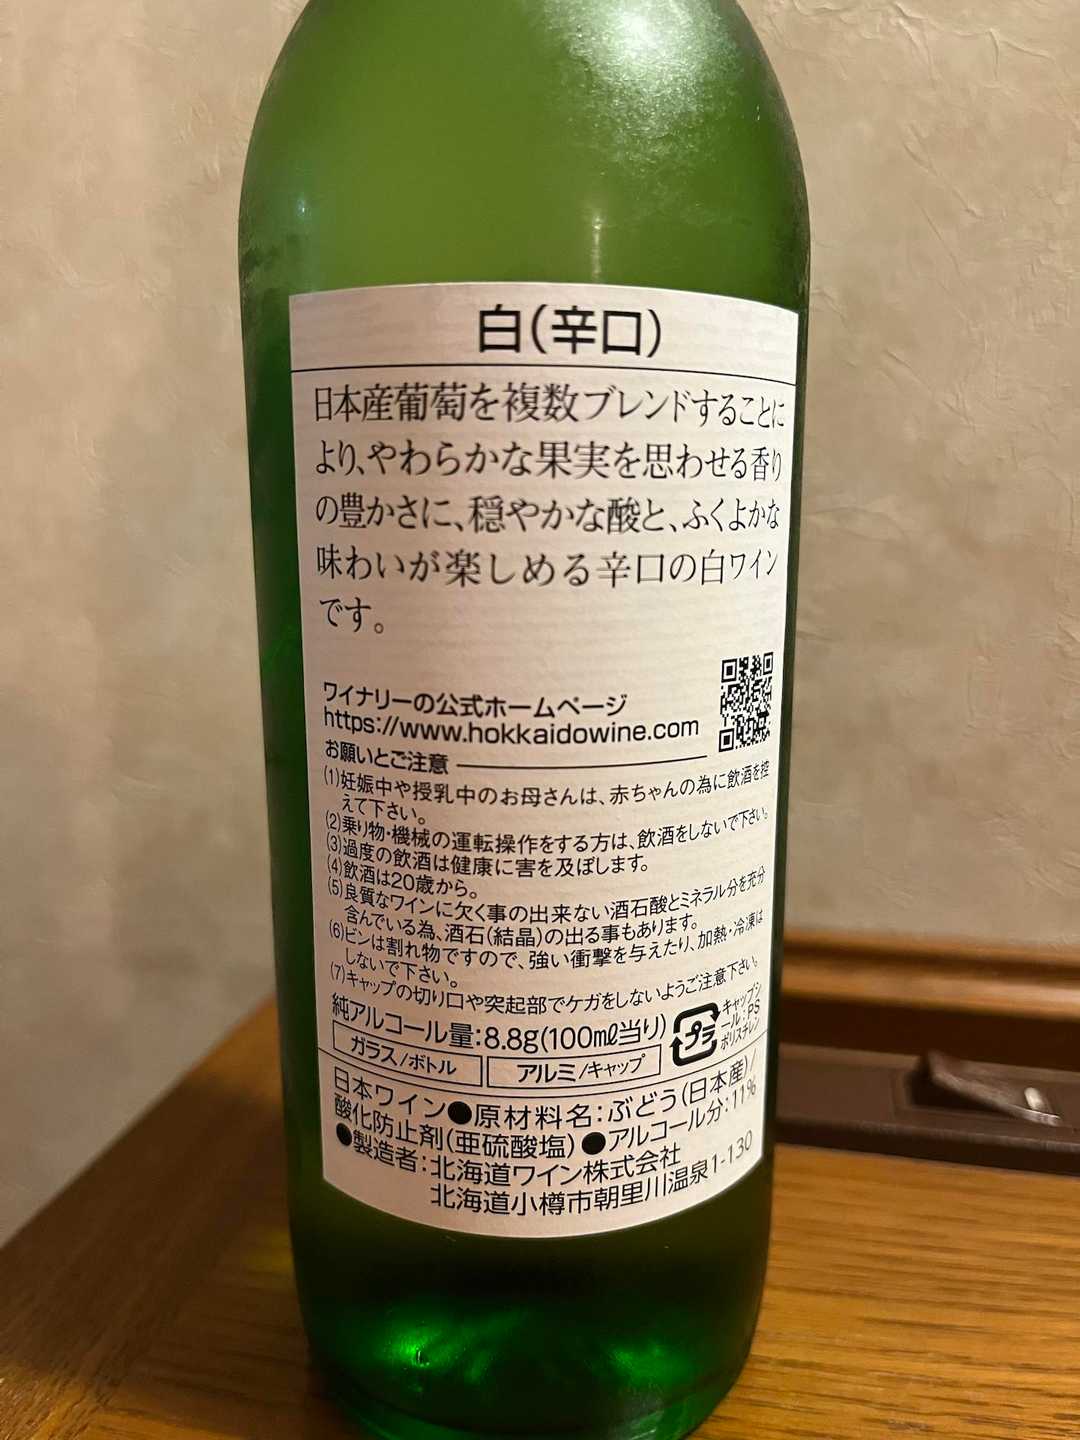 白(辛口)
日本産葡萄を複数ブレンドすることに
より、やわらかな果実を思わせる香り
の豊かさに、穏やかな酸と、ふくよかな
味わいが楽しめる辛口の白ワイン
です。
ワイナリーの公式ホームページ
https://www.hokkaidowine.com
お願いとご注意
(1)妊娠中や授乳中のお母さんは、赤ちゃんの為に飲酒を控
えて下さい。
(2)乗り物・機械の運転操作をする方は、飲酒をしないで下さい。
(3)過度の飲酒は健康に害を及ぼします。
(4)飲酒は20歳から。
(5)良質なワインに欠く事の出来ない酒石酸とミネラル分を充分
含んでいる為、酒石(結晶)の出る事もあります。
(6)ビンは割れ物ですので、強い衝撃を与えたり、加熱・冷凍は
しないで下さい。
(7)キャップの切り口や突起部でケガをしないようご注意下さい。
純アルコール量:8.8g(100㎖当り)
プラ
キャップシ
ール:PS
ポリスチレン
ガラス/ボトル
アルミ/キャップ
日本ワイン●原材料名:ぶどう(日本産)/
酸化防止剤(亜硫酸塩)●アルコール分:11%
●製造者:北海道ワイン株式会社
北海道小樽市朝里川温泉1-130